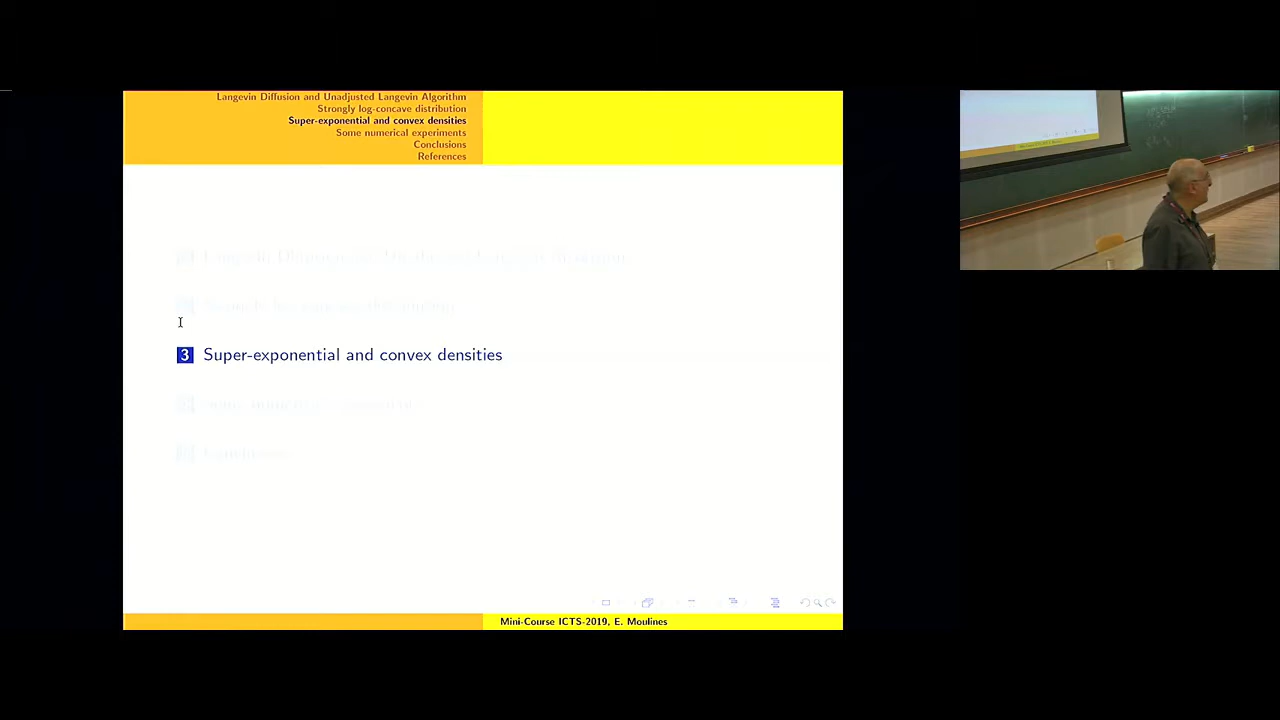 Langevin Diffusion and Unadjusted Langevin Algorithm
Strongly log-concave distribution
Super-exponential and convex densities
Some numerical experiments
Conclusions
References
3 Super-exponential and convex densities
Mini-Course ICTS-2019, E. Moulines